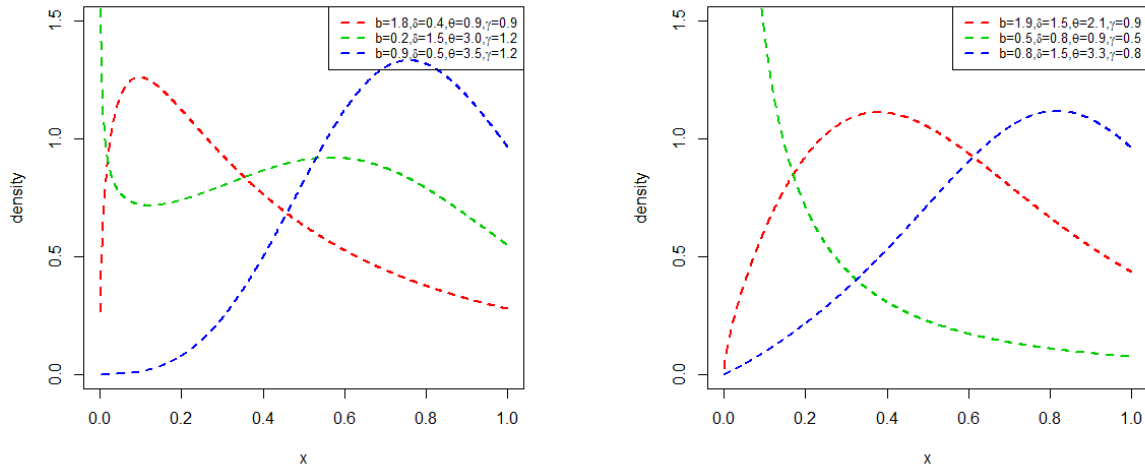 1.5
1.0
0.5
0.0
density
b=1.8,δ=0.4,θ=0.9,γ=0.9
b=0.2,δ=1.5,θ=3.0,γ=1.2
b=0.9,δ=0.5,θ=3.5,γ=1.2
0.0 0.2 0.4 0.6 0.8 1.0
x
1.5
1.0
0.5
0.0
density
b=1.9,δ=1.5,θ=2.1,γ=0.9
b=0.5,δ=0.8,θ=0.9,γ=0.5
b=0.8,δ=1.5,θ=3.3,γ=0.8
0.0 0.2 0.4 0.6 0.8 1.0
x